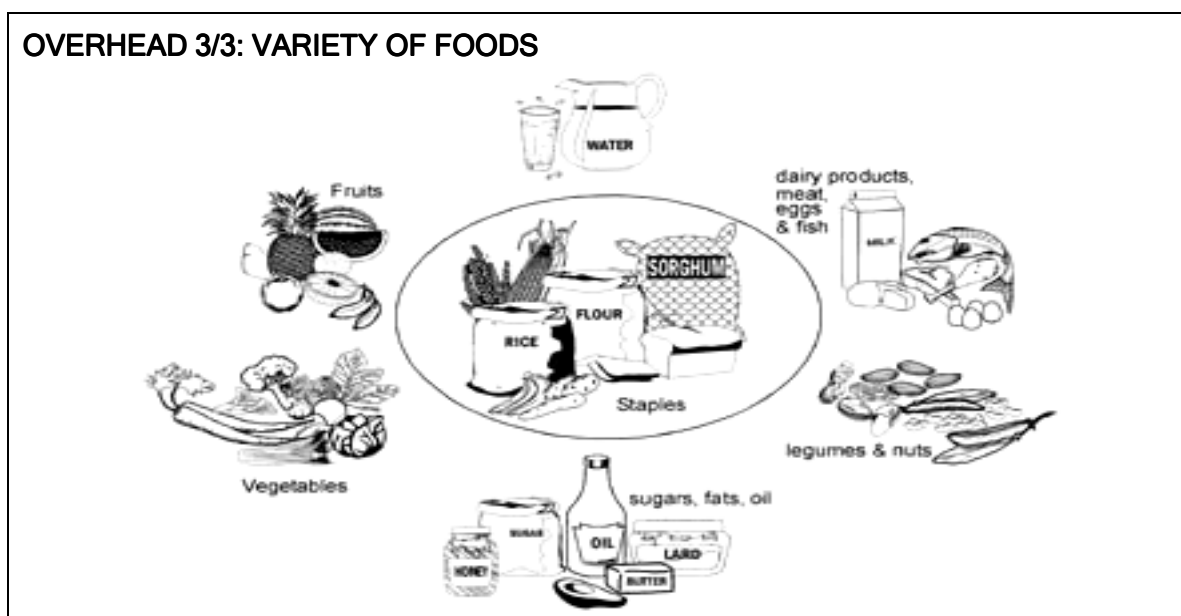 OVERHEAD 3/3: VARIETY OF FOODS
WATER
Fruits
dairy products,
meat,
eggs
& fish
MILK
SORGHUM
FLOUR
RICE
Staples
Vegetables
legumes & nuts
sugars, fats, oil
SUGAR
OIL
LARD
HONEY
BUTTER